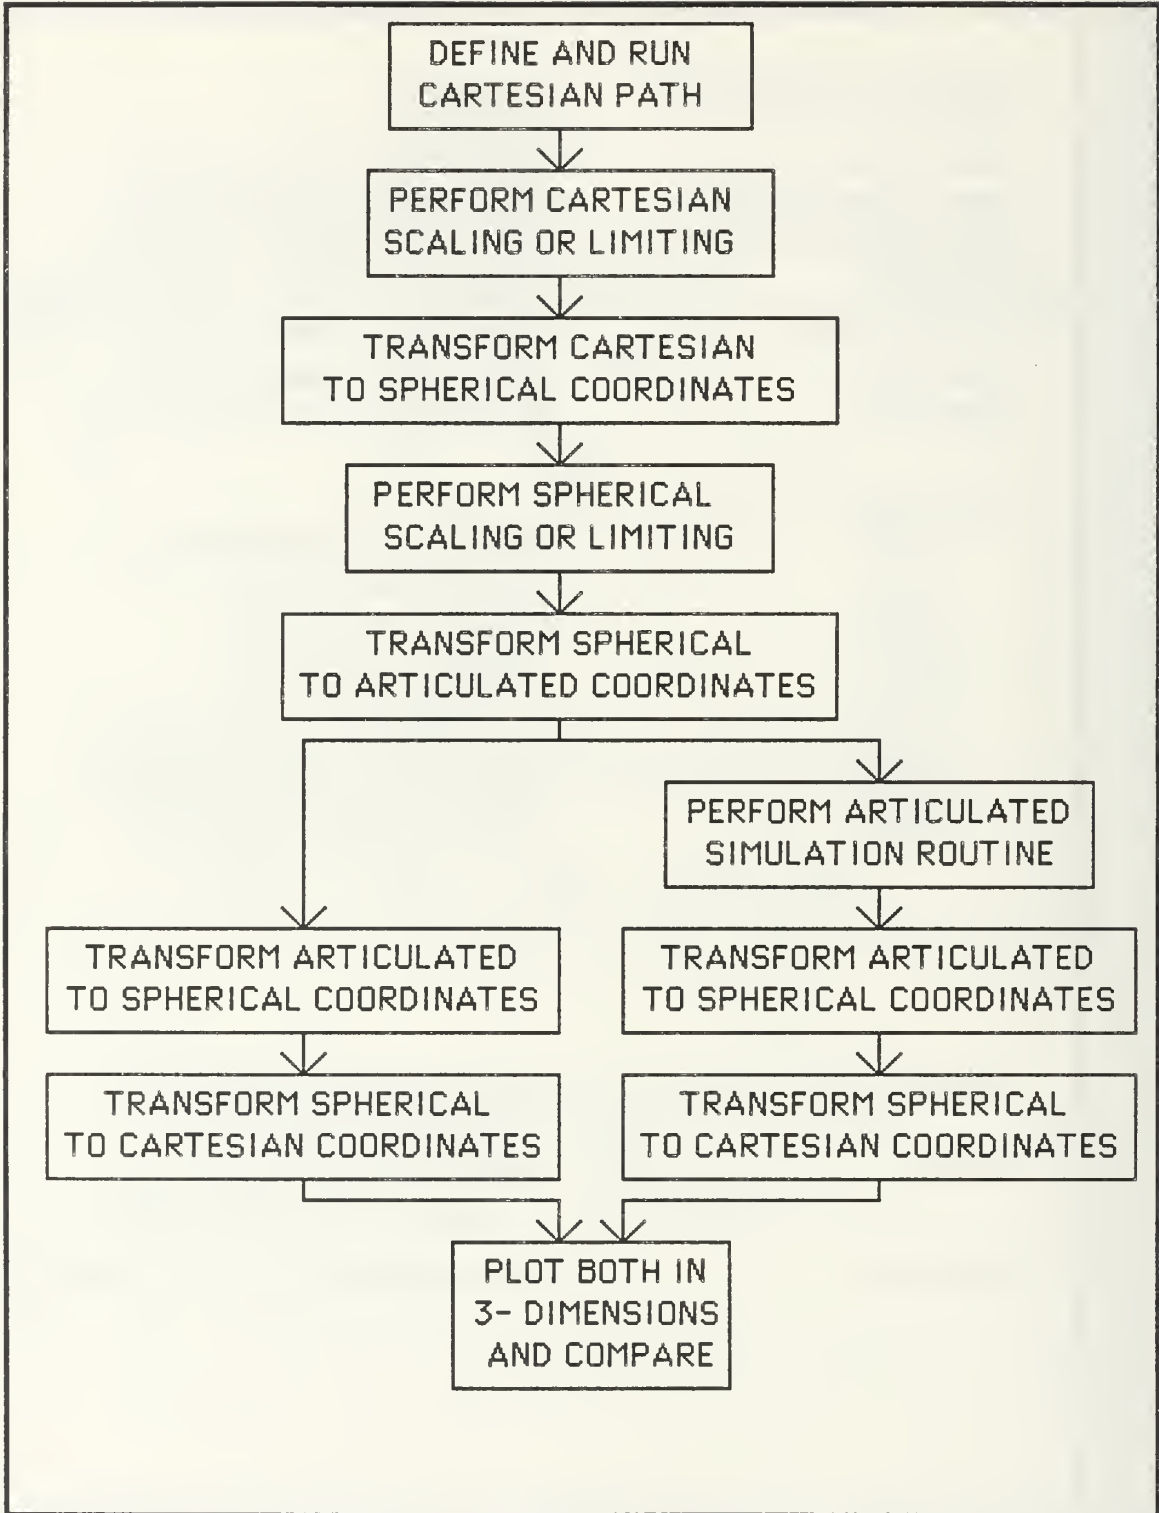 DEFINE AND RUN
CARTESIAN PATH
PERFORM CARTESIAN
SCALING OR LIMITING
TRANSFORM CARTESIAN
TO SPHERICAL COORDINATES
PERFORM SPHERICAL
SCALING OR LIMITING
TRANSFORM SPHERICAL
TO ARTICULATED COORDINATES
PERFORM ARTICULATED
SIMULATION ROUTINE
TRANSFORM ARTICULATED
TO SPHERICAL COORDINATES
TRANSFORM ARTICULATED
TO SPHERICAL COORDINATES
TRANSFORM SPHERICAL
TO CARTESIAN COORDINATES
TRANSFORM SPHERICAL
TO CARTESIAN COORDINATES
PLOT BOTH IN
3- DIMENSIONS
AND COMPARE